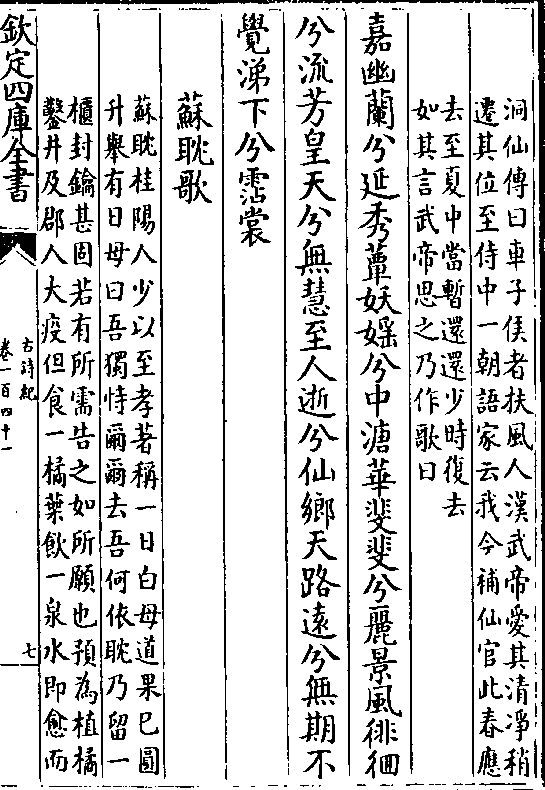 洞仙傳曰車子侯者扶風人漢武帝愛其清淨稍
遷其位至侍中一朝語家云我今補仙官此春應
去至夏中當暫還還少時復去
如其言武帝思之乃作歌曰
嘉幽蘭兮延秀蕈妖婬兮中溏華斐斐兮麗景風徘徊
兮流芳皇天兮無慧至人逝兮仙鄉天路遠兮無期不
覺涕下兮霑裳
蘇耽歌
蘇耽桂陽人少以至孝著稱一日白母道果已圓
升舉有日母曰吾獨恃爾爾去吾何依耽乃留一
櫃封鑰甚固若有所需告之如所願也預為植橘
鑿井及郡人大疫但食一橘葉飲一泉水即愈而
欽定四庫全書
古詩紀
卷一百四十一
七